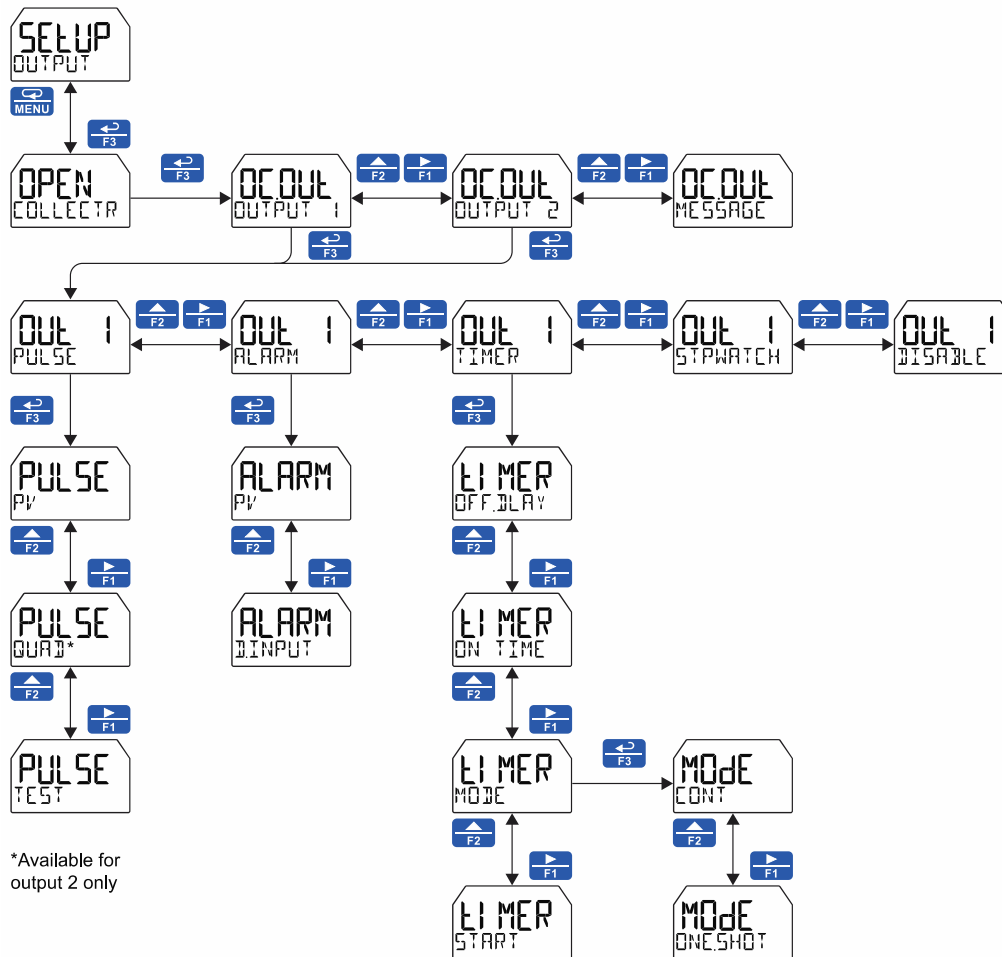 SEtUP
OUTPUT
MENU
F3
OPEN
COLLECTR
F3
OC.OUt
OUTPUT 1
F2
F1
OC.OUt
OUTPUT 2
F2
F1
OC.OUt
MESSAGE
F3
F3
OUt 1
PULSE
F2
F1
OUt 1
ALARM
F2
F1
OUt 1
TIMER
F2
F1
OUt 1
STPWATCH
F2
F1
OUt 1
DISABLE
F3
F3
F3
PULSE
PV
ALARM
PV
tIMER
OFF.DLAY
F2
F1
F2
F1
F2
F1
PULSE
QUAD*
ALARM
D.INPUT
tIMER
ON TIME
F2
F1
F2
F1
PULSE
TEST
tIMER
MODE
F3
MOdE
CONT
F2
F1
F2
F1
*Available for
output 2 only
tIMER
START
MOdE
ONE.SHOT